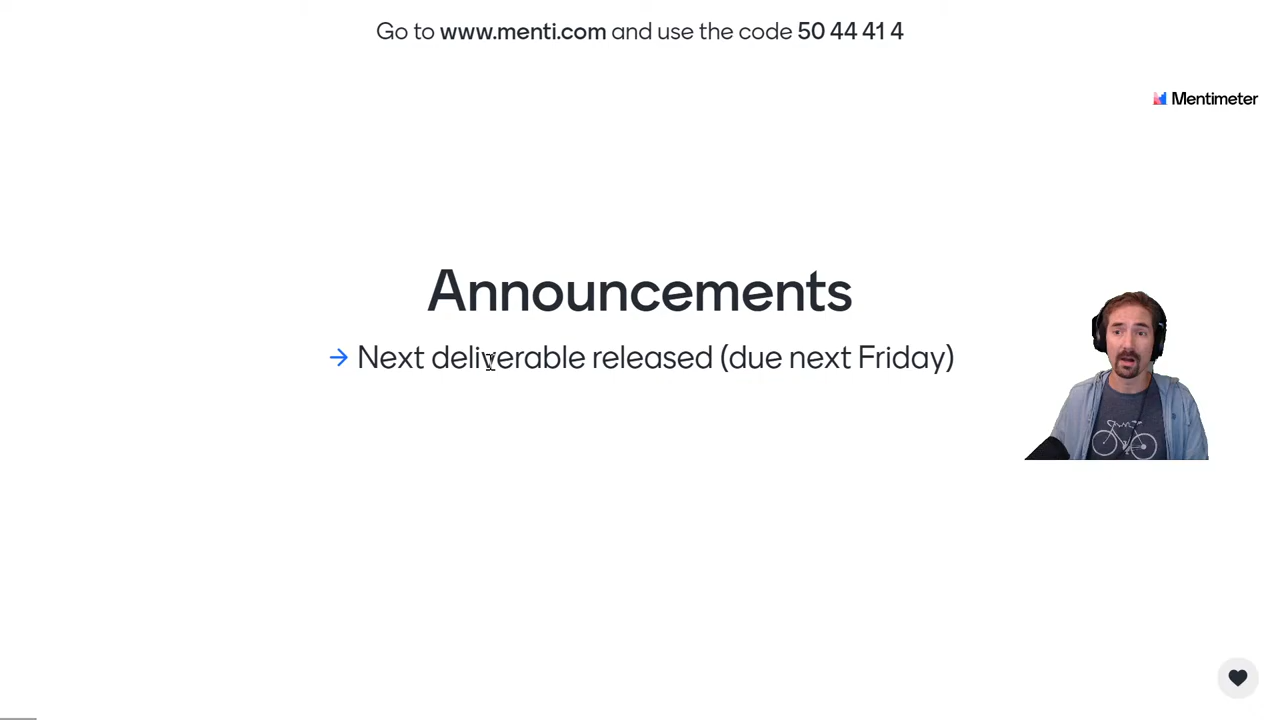 Go to www.menti.com and use the code 50 44 41 4
Mentimeter
Announcements
→ Next deliverable released (due next Friday)